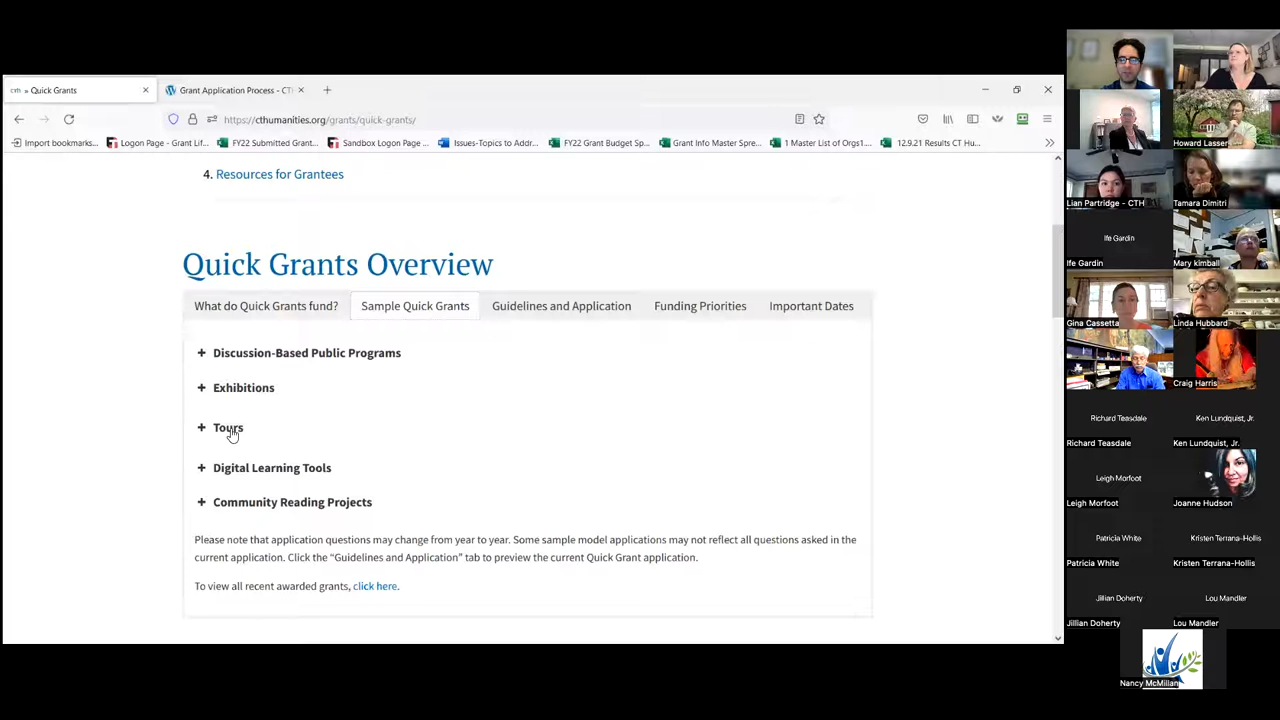 Quick Grants
Grant Application Process - CT
https://cthumanities.org/grants/quick-grants/
Import bookmarks...
Logon Page - Grant Lif...
FY22 Submitted Grant...
Sandbox Logon Page ...
Issues-Topics to Addr...
FY22 Grant Budget Sp...
Grant Info Master Spre...
1 Master List of Orgs1....
12.9.21 Results CT Hu...
4. Resources for Grantees
Quick Grants Overview
What do Quick Grants fund?
Sample Quick Grants
Guidelines and Application
Funding Priorities
Important Dates
+ Discussion-Based Public Programs
+ Exhibitions
+ Tours
+ Digital Learning Tools
+ Community Reading Projects
Please note that application questions may change from year to year. Some sample model applications may not reflect all questions asked in the
current application. Click the “Guidelines and Application” tab to preview the current Quick Grant application.
To view all recent awarded grants, click here.
Howard Lasser
Lian Partridge - CTH
Tamara Dimitri
Ife Gardin
Ife Gardin
Mary kimball
Gina Cassetta
Linda Hubbard
Craig Harris
Richard Teasdale
Ken Lundquist, Jr.
Richard Teasdale
Ken Lundquist, Jr.
Leigh Morfoot
Leigh Morfoot
Joanne Hudson
Patricia White
Kristen Terrana-Hollis
Patricia White
Kristen Terrana-Hollis
Jillian Doherty
Lou Mandler
Jillian Doherty
Lou Mandler
Nancy McMillan